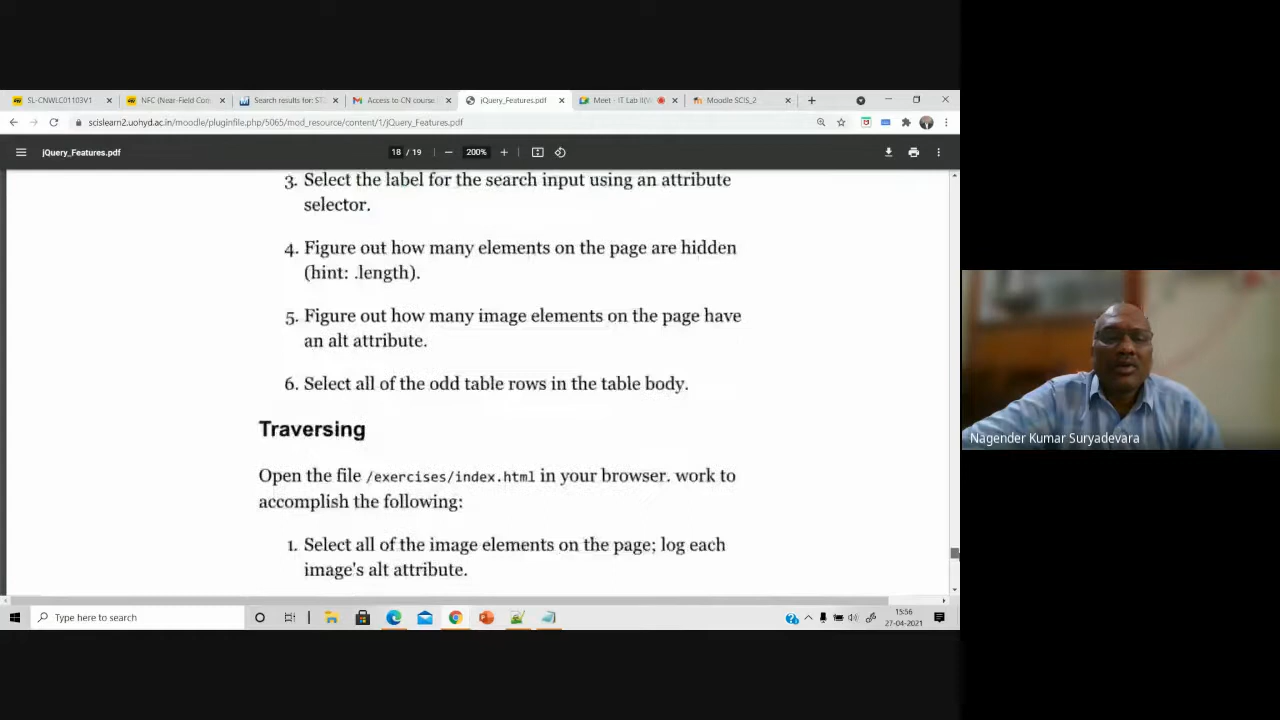 SL-CNWLC01103V1
NFC (Near-Field Con
Search results for: ST
Access to CN course
jQuery_Features.pdf
Meet - IT Lab II(W
Moodle SCIS_2
scislearn2.uohyd.ac.in/moodle/pluginfile.php/5065/mod_resource/content/1/jQuery_Features.pdf
jQuery_Features.pdf
18 / 19
200%
3. Select the label for the search input using an attribute
selector.
4. Figure out how many elements on the page are hidden
(hint: .length).
5. Figure out how many image elements on the page have
an alt attribute.
6. Select all of the odd table rows in the table body.
Traversing
Open the file /exercises/index.html in your browser. work to
accomplish the following:
1. Select all of the image elements on the page; log each
image's alt attribute.
Nagender Kumar Suryadevara
Type here to search
15:56
27-04-2021